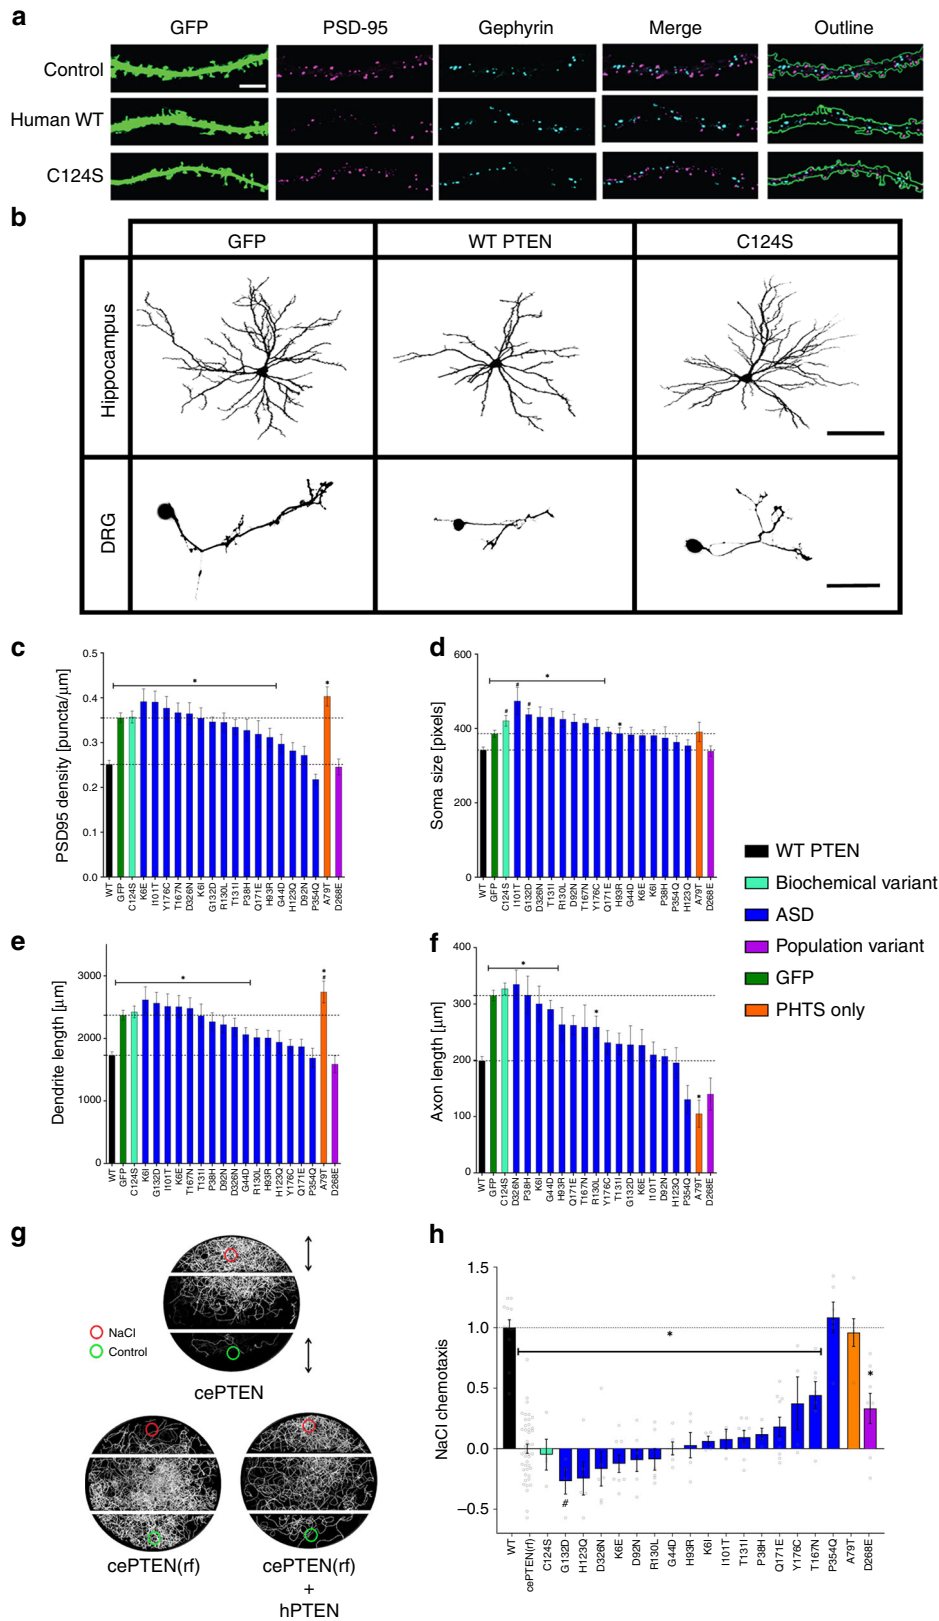 a
GFP
PSD-95
Gephyrin
Merge
Outline
Control
Human WT
C124S
b
GFP
WT PTEN
C124S
Hippocampus
DRG
c
PSD95 density [puncta/μm]
0.5
0.4
0.3
0.2
0.1
0.0
*
*
WT
GFP
C124S
K6E
I101T
Y176C
T167N
D326N
K6I
G132D
R130L
T131I
P38H
Q171E
H93R
G44D
H123Q
D92N
P354Q
A79T
D268E
d
Soma size [pixels]
600
400
200
0
*
#
#
#
*
WT
GFP
C124S
I101T
G132D
D326N
T131I
R130L
D92N
T167N
Y176C
Q171E
H93R
G44D
K6E
K6I
P38H
P354Q
H123Q
A79T
D268E
WT PTEN
Biochemical variant
ASD
Population variant
GFP
PHTS only
e
Dendrite length [μm]
3000
2000
1000
0
*
*
#
WT
GFP
C124S
K6I
G132D
I101T
K6E
T167N
T131I
P38H
D92N
D326N
G44D
R130L
H93R
H123Q
Y176C
Q171E
P354Q
A79T
D268E
f
Axon length [μm]
400
300
200
100
0
*
*
*
WT
GFP
C124S
D326N
P38H
K6I
G44D
H93R
Q171E
T167N
R130L
Y176C
T131I
G132D
K6E
I101T
D92N
H123Q
P354Q
A79T
D268E
g
NaCl
Control
cePTEN
cePTEN(rf)
cePTEN(rf)
+
hPTEN
h
NaCl chemotaxis
1.5
1.0
0.5
0.0
−0.5
*
*
#
WT
cePTEN(rf)
C124S
G132D
H123Q
D326N
K6E
D92N
R130L
G44D
H93R
K6I
I101T
T131I
P38H
Q171E
Y178C
T167N
P354Q
A79T
D268E